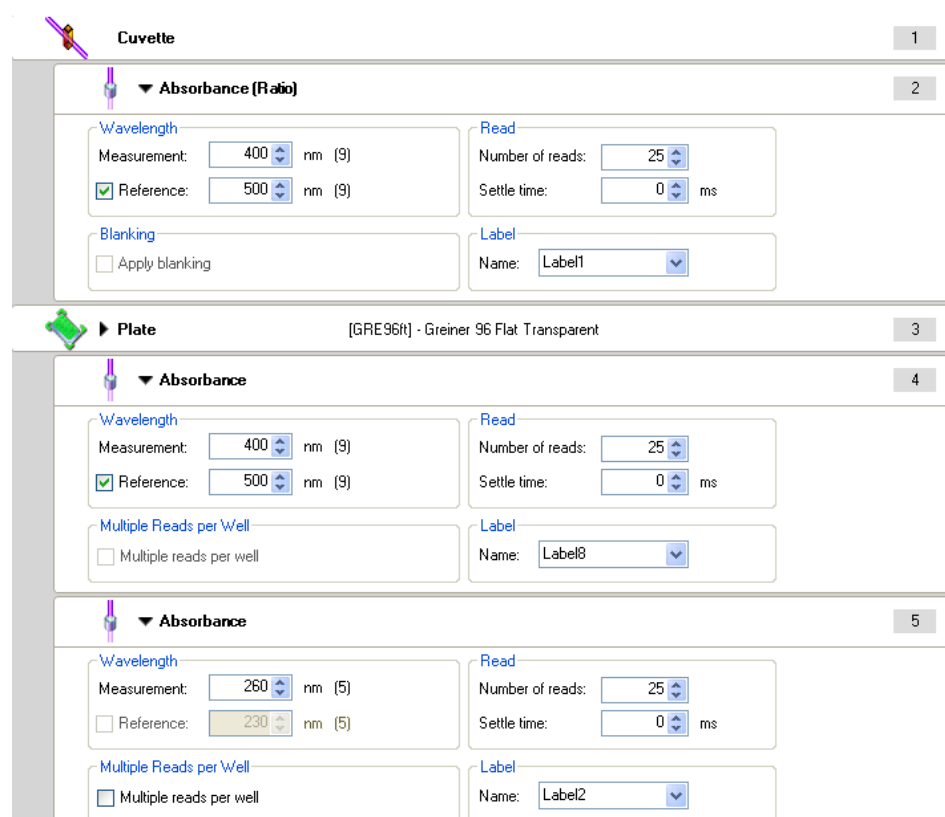 Cuvette 1
Absorbance (Ratio) 2
Wavelength Read
Measurement: 400 nm (9) Number of reads: 25
Reference: 500 nm (9) Settle time: 0 ms
Blanking Label
Apply blanking Name: Label1
Plate [GRE96ft] - Greiner 96 Flat Transparent 3
Absorbance 4
Wavelength Read
Measurement: 400 nm (9) Number of reads: 25
Reference: 500 nm (9) Settle time: 0 ms
Multiple Reads per Well Label
Multiple reads per well Name: Label8
Absorbance 5
Wavelength Read
Measurement: 260 nm (5) Number of reads: 25
Reference: 230 nm (5) Settle time: 0 ms
Multiple Reads per Well Label
Multiple reads per well Name: Label2